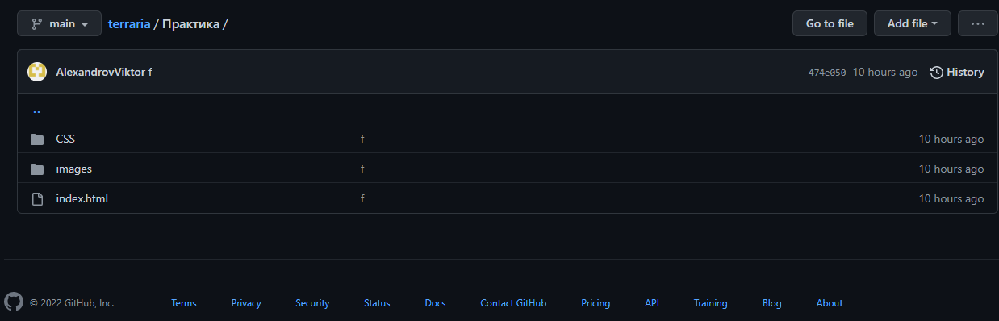 main terraria / Практика / Go to file Add file ...
AlexandrovViktor f 474e050 10 hours ago History
..
CSS f 10 hours ago
images f 10 hours ago
index.html f 10 hours ago
© 2022 GitHub, Inc. Terms Privacy Security Status Docs Contact GitHub Pricing API Training Blog About